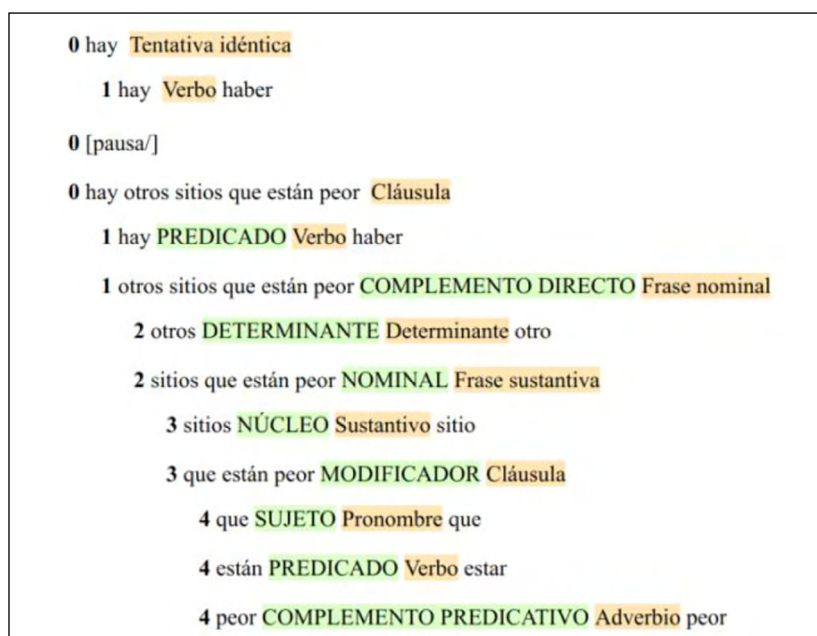 0 hay Tentativa idéntica
1 hay Verbo haber
0 [pausa/]
0 hay otros sitios que están peor Cláusula
1 hay PREDICADO Verbo haber
1 otros sitios que están peor COMPLEMENTO DIRECTO Frase nominal
2 otros DETERMINANTE Determinante otro
2 sitios que están peor NOMINAL Frase sustantiva
3 sitios NÚCLEO Sustantivo sitio
3 que están peor MODIFICADOR Cláusula
4 que SUJETO Pronombre que
4 están PREDICADO Verbo estar
4 peor COMPLEMENTO PREDICATIVO Adverbio peor